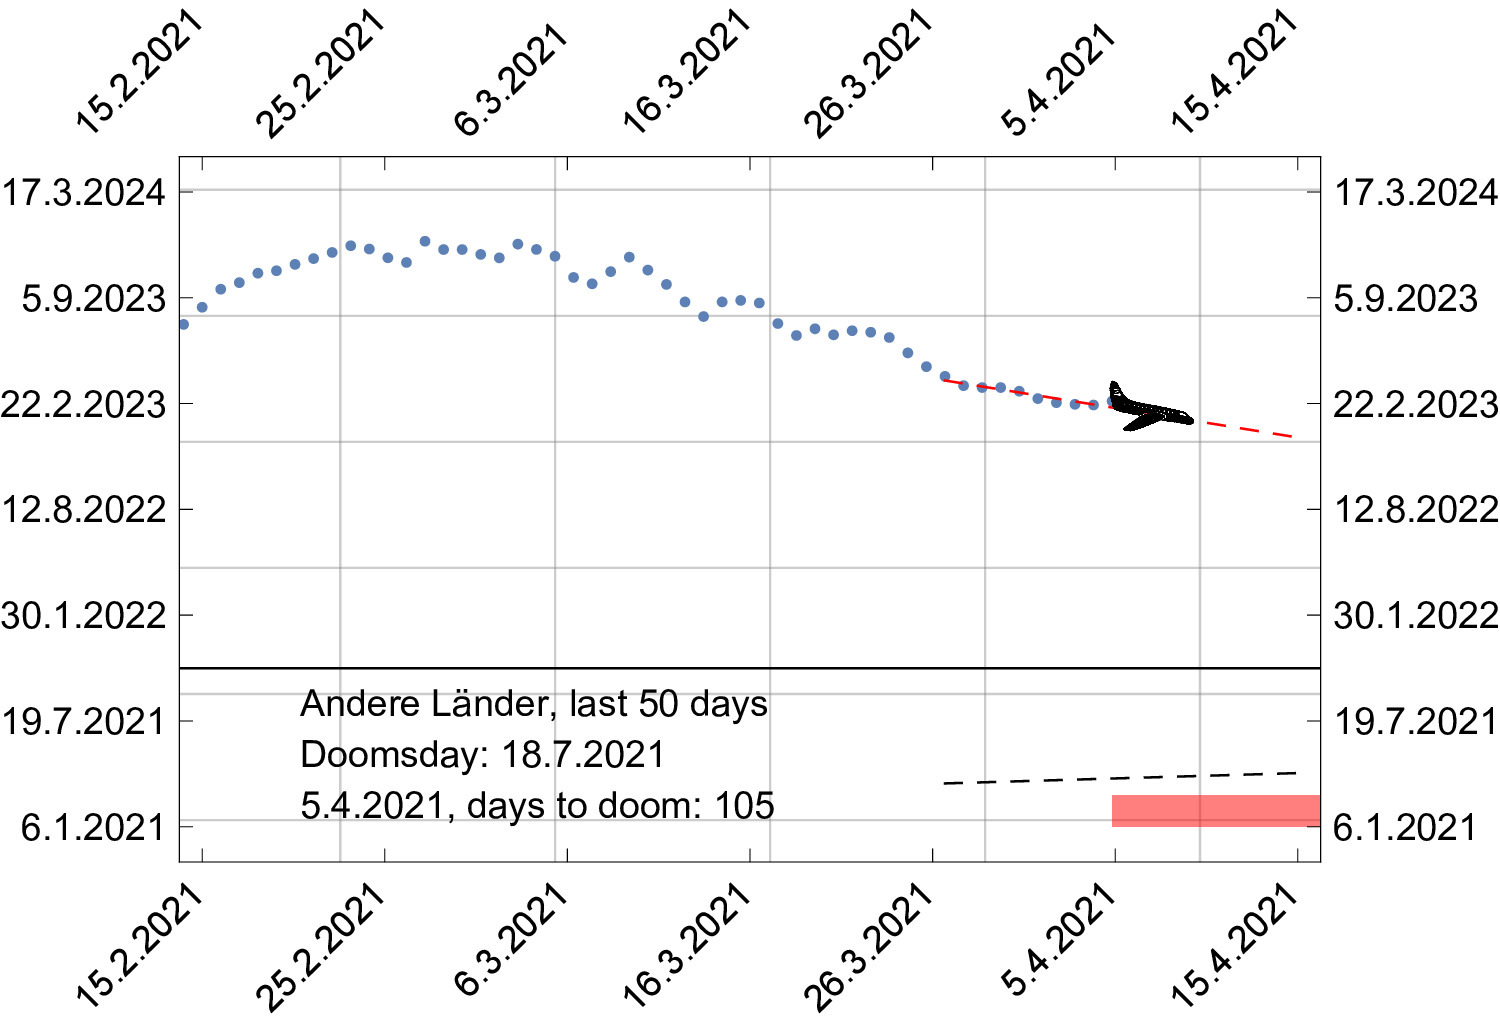 15.2.2021 25.2.2021 6.3.2021 16.3.2021 26.3.2021 5.4.2021 15.4.2021
17.3.2024 17.3.2024
5.9.2023 5.9.2023
22.2.2023 22.2.2023
12.8.2022 12.8.2022
30.1.2022 30.1.2022
Andere Länder, last 50 days
19.7.2021 19.7.2021
Doomsday: 18.7.2021
5.4.2021, days to doom: 105
6.1.2021 6.1.2021
15.2.2021 25.2.2021 6.3.2021 16.3.2021 26.3.2021 5.4.2021 15.4.2021